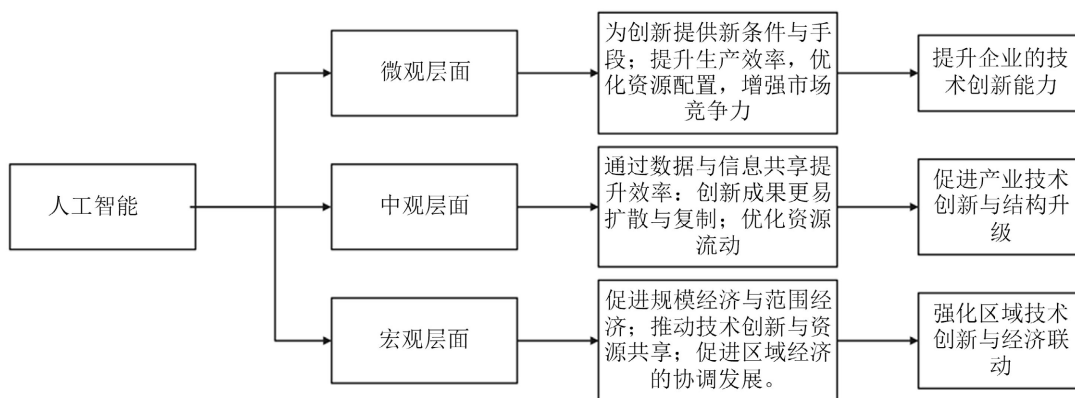 人工智能
微观层面
为创新提供新条件与手
段；提升生产效率，优
化资源配置，增强市场
竞争力
提升企业的技
术创新能力
中观层面
通过数据与信息共享提
升效率：创新成果更易
扩散与复制；优化资源
流动
促进产业技术
创新与结构升
级
宏观层面
促进规模经济与范围经
济；推动技术创新与资
源共享；促进区域经济
的协调发展。
强化区域技术
创新与经济联
动